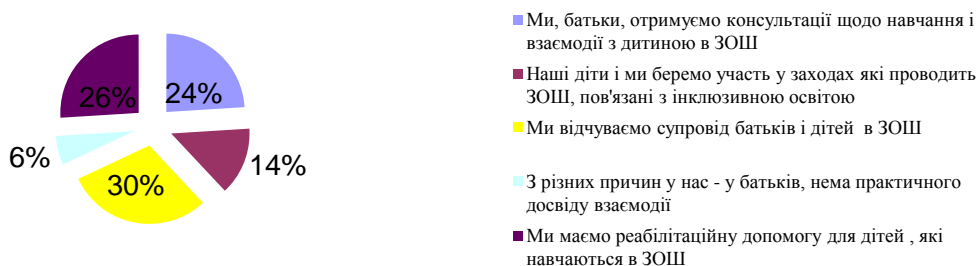 26%
24%
6%
14%
30%
Ми, батьки, отримуємо консультації щодо навчання і
взаємодії з дитиною в ЗОШ
Наші діти і ми беремо участь у заходах які проводить
ЗОШ, пов'язані з інклюзивною освітою
Ми відчуваємо супровід батьків і дітей в ЗОШ
З різних причин у нас - у батьків, нема практичного
досвіду взаємодії
Ми маємо реабілітаційну допомогу для дітей , які
навчаються в ЗОШ